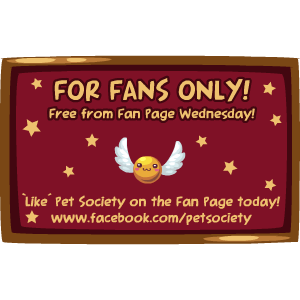 FOR FANS ONLY!
Free from Fan Page Wednesday!
`Like´ Pet Society on the Fan Page today!
www.facebook.com/petsociety